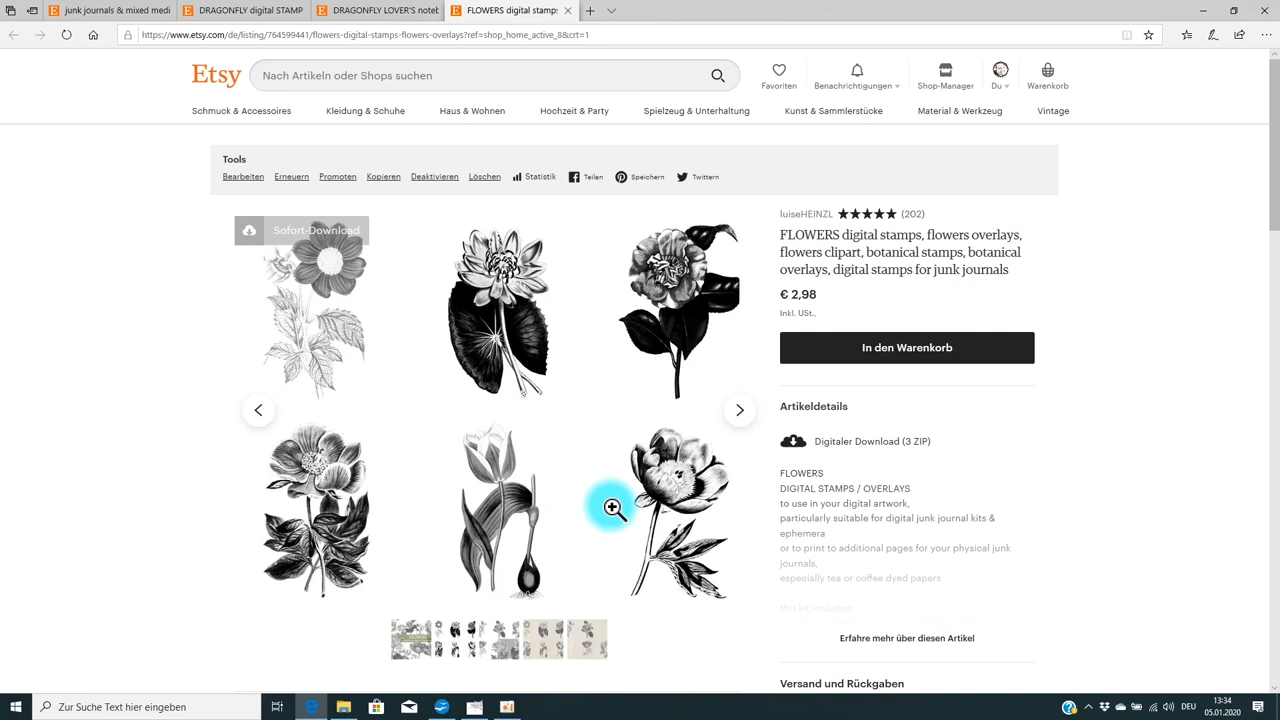 junk journals & mixed medi
DRAGONFLY digital STAMP
DRAGONFLY LOVER'S noteb
FLOWERS digital stamps
https://www.etsy.com/de/listing/764599441/flowers-digital-stamps-flowers-overlays?ref=shop_home_active_8&crt=1
Etsy
Nach Artikeln oder Shops suchen
Favoriten
Benachrichtigungen
Shop-Manager
Du
Warenkorb
Schmuck & Accessoires
Kleidung & Schuhe
Haus & Wohnen
Hochzeit & Party
Spielzeug & Unterhaltung
Kunst & Sammlerstücke
Material & Werkzeug
Vintage
Tools
Bearbeiten Erneuern Promoten Kopieren Deaktivieren Löschen Statistik Teilen Speichern Twittern
Sofort-Download
luiseHEINZL (202)
FLOWERS digital stamps, flowers overlays,
flowers clipart, botanical stamps, botanical
overlays, digital stamps for junk journals
€ 2,98
Inkl. USt.,
In den Warenkorb
Artikeldetails
Digitaler Download (3 ZIP)
FLOWERS
DIGITAL STAMPS / OVERLAYS
to use in your digital artwork,
particularly suitable for digital junk journal kits &
ephemera
or to print to additional pages for your physical junk
journals,
especially tea or coffee dyed papers
this kit includes:
Erfahre mehr über diesen Artikel
Versand und Rückgaben
Zur Suche Text hier eingeben
DEU
13:34
05.01.2020